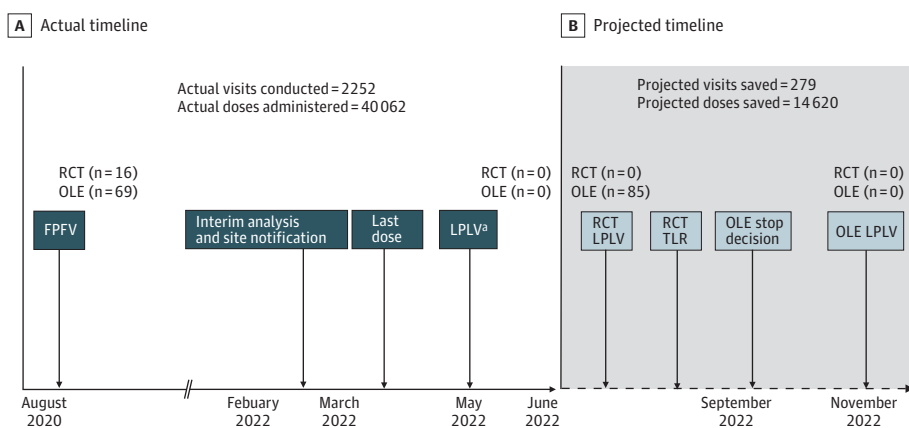 A Actual timeline
Actual visits conducted = 2252
Actual doses administered = 40 062
RCT (n = 16)
OLE (n = 69)
RCT (n = 0)
OLE (n = 0)
FPFV
Interim analysis
and site notification
Last
dose
LPLVa
August
2020
Febuary
2022
March
2022
May
2022
June
2022
B Projected timeline
Projected visits saved = 279
Projected doses saved = 14 620
RCT (n = 0)
OLE (n = 85)
RCT (n = 0)
OLE (n = 0)
RCT
LPLV
RCT
TLR
OLE stop
decision
OLE LPLV
September
2022
November
2022